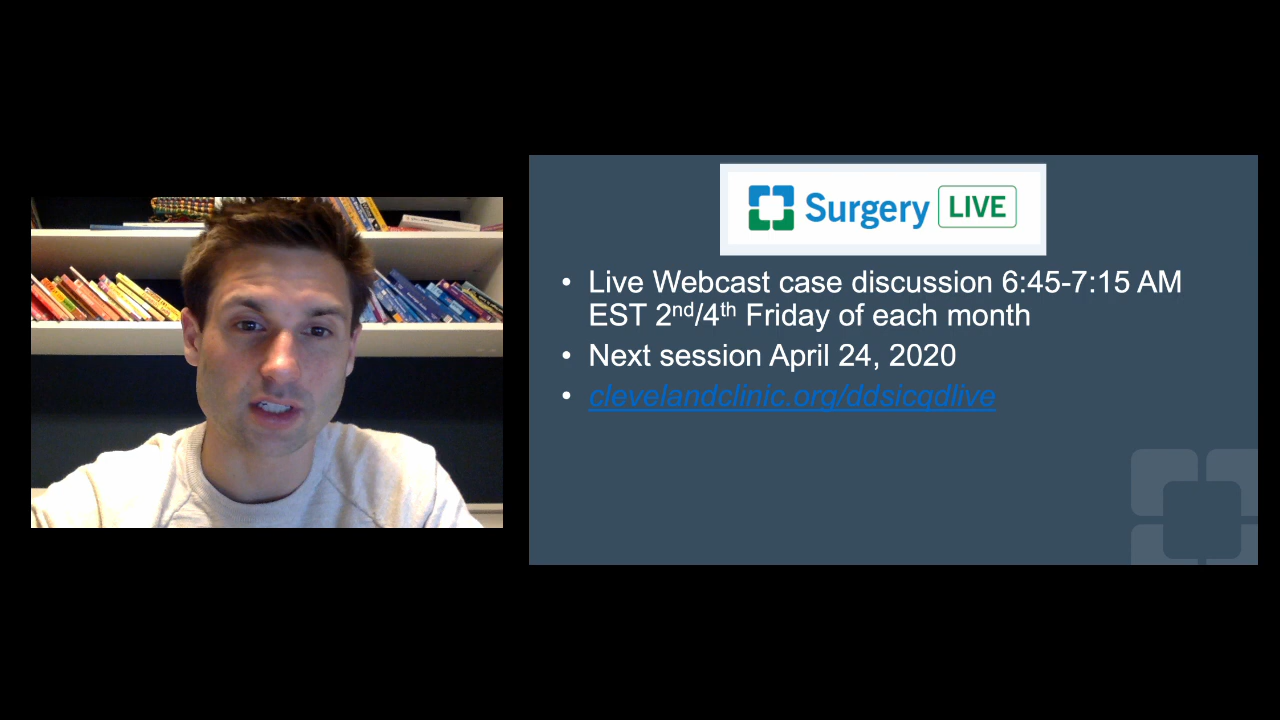 Surgery LIVE
• Live Webcast case discussion 6:45-7:15 AM
EST 2nd/4th Friday of each month
• Next session April 24, 2020
• clevelandclinic.org/ddsicqdlive